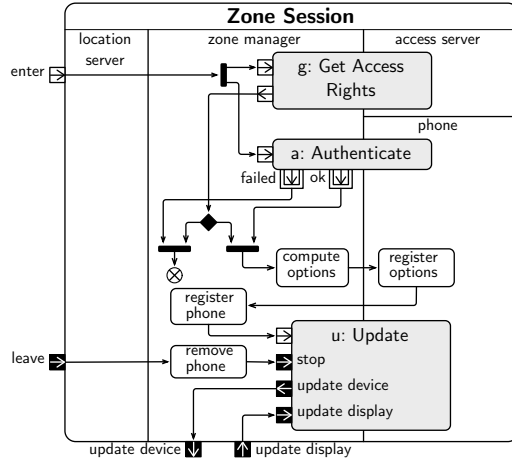 Zone Session
location
server
zone manager
access server
enter
g: Get Access
Rights
phone
a: Authenticate
failed
ok
compute
options
register
options
register
phone
u: Update
leave
remove
phone
stop
update device
update display
update device
update display